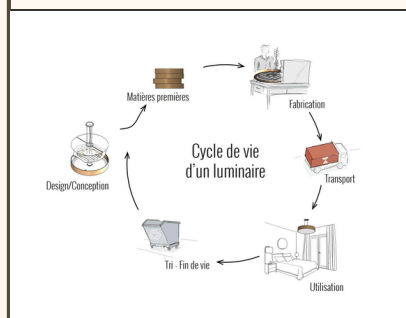 Matières premières
Fabrication
Cycle de vie
d'un luminaire
Transport
Design/Conception
Tri - Fin de vie
Utilisation